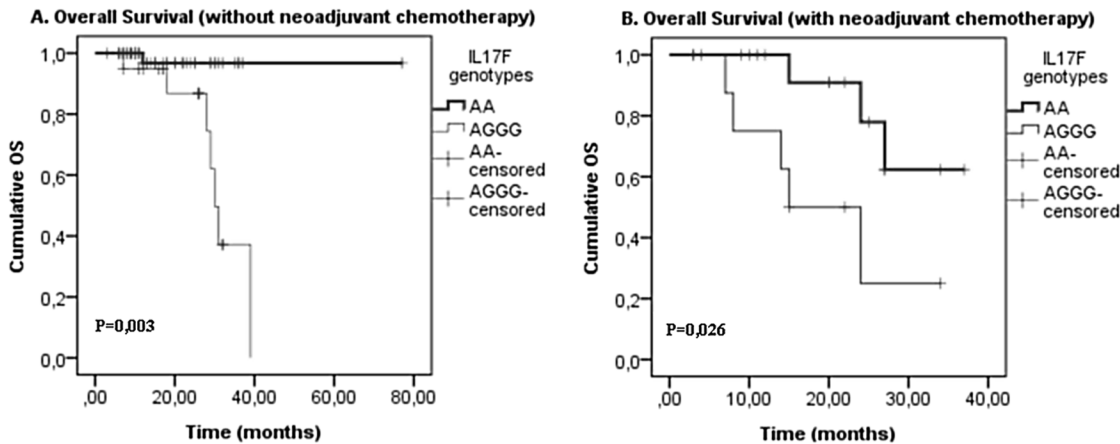 A. Overall Survival (without neoadjuvant chemotherapy)
1,0
0,8
0,6
0,4
0,2
0,0
Cumulative OS
P=0,003
,00 20,00 40,00 60,00 80,00
Time (months)
IL17F
genotypes
AA
AGGG
AA-
censored
AGGG-
censored
B. Overall Survival (with neoadjuvant chemotherapy)
1,0
0,8
0,6
0,4
0,2
0,0
Cumulative OS
P=0,026
,00 10,00 20,00 30,00 40,00
Time (months)
IL17F
genotypes
AA
AGGG
AA-
censored
AGGG-
censored